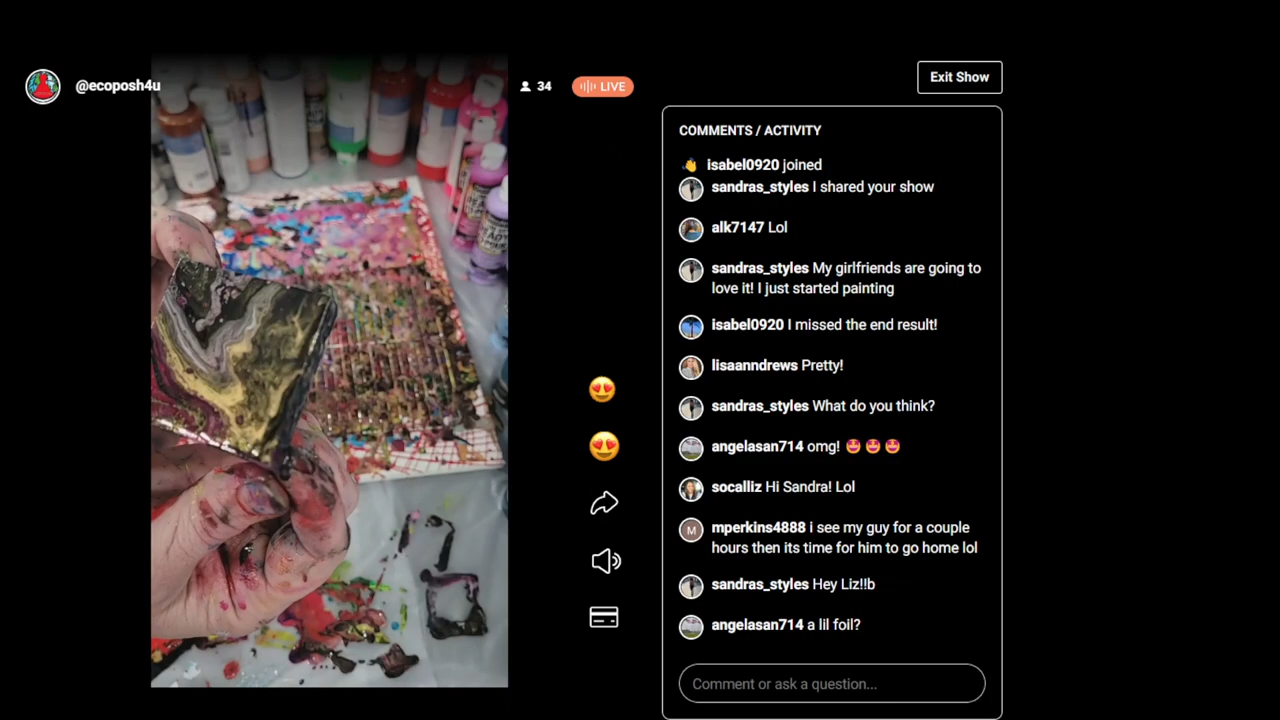 @ecoposh4u
34
LIVE
Exit Show
COMMENTS / ACTIVITY
isabel0920 joined
sandras_styles I shared your show
alk7147 Lol
sandras_styles My girlfriends are going to
love it! I just started painting
isabel0920 I missed the end result!
lisaanndrews Pretty!
sandras_styles What do you think?
angelasan714 omg! 🤩 🤩 🤩
socalliz Hi Sandra! Lol
M
mperkins4888 i see my guy for a couple
hours then its time for him to go home lol
sandras_styles Hey Liz!!b
angelasan714 a lil foil?
Comment or ask a question...